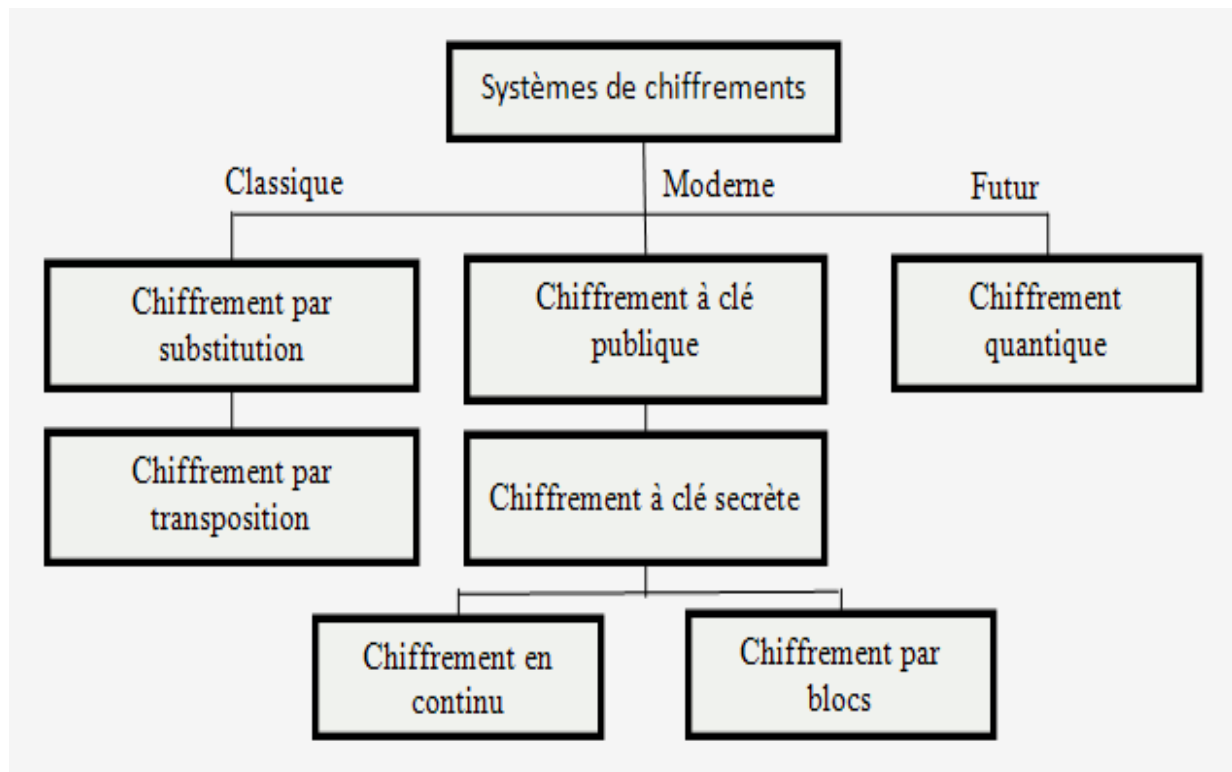 Systèmes de chiffrements
Classique
Moderne
Futur
Chiffrement par
substitution
Chiffrement à clé
publique
Chiffrement
quantique
Chiffrement par
transposition
Chiffrement à clé secrète
Chiffrement en
continu
Chiffrement par
blocs